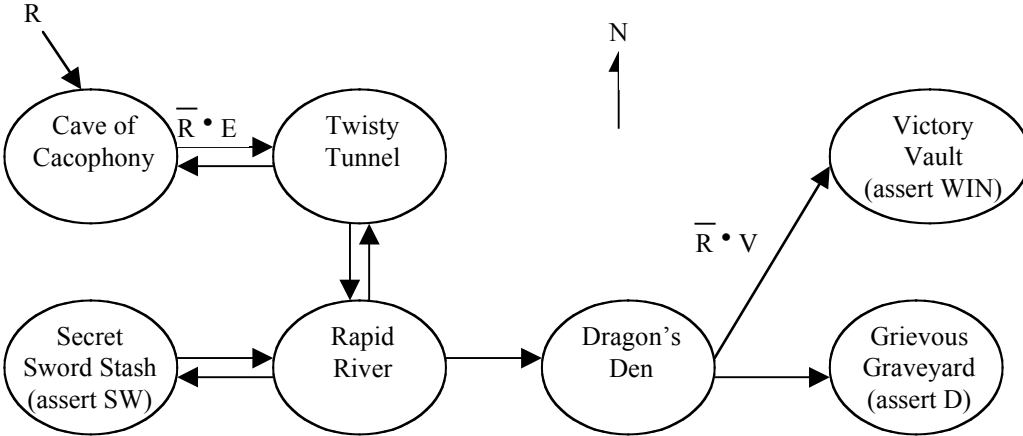 R
N
Cave of
Cacophony
R̅ • E
Twisty
Tunnel
Victory
Vault
(assert WIN)
R̅ • V
Secret
Sword Stash
(assert SW)
Rapid
River
Dragon’s
Den
Grievous
Graveyard
(assert D)